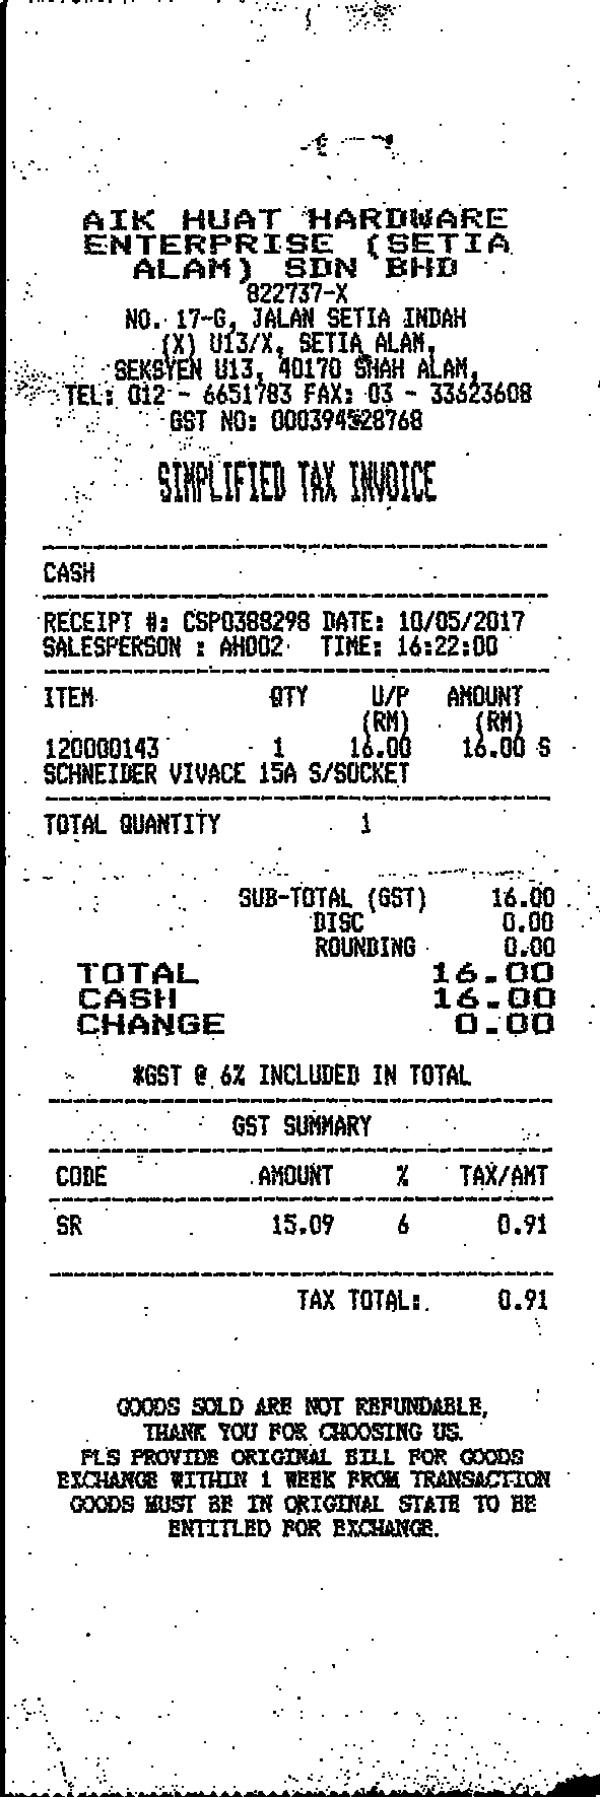 AIK HUAT HARDWARE
ENTERPRISE (SETIA
ALAM) SDN BHD
822737-X
NO. 17-G, JALAN SETIA INDAH
(X) U13/X, SETIA ALAM,
SEKSYEN U13, 40170 SHAH ALAM,
TEL: 012 - 6651783 FAX: 03 - 33623608
GST NO: 000394528768
SIMPLIFIED TAX INVOICE
CASH
RECEIPT #: CSP0388298 DATE: 10/05/2017
SALESPERSON : AH002 TIME: 16:22:00
ITEM QTY U/P AMOUNT
(RM) (RM)
120000143 1 16.00 16.00 S
SCHNEIDER VIVACE 15A S/SOCKET
TOTAL QUANTITY 1
SUB-TOTAL (GST) 16.00
DISC 0.00
ROUNDING 0.00
TOTAL 16.00
CASH 16.00
CHANGE 0.00
*GST @ 6% INCLUDED IN TOTAL
GST SUMMARY
CODE AMOUNT % TAX/AMT
SR 15.09 6 0.91
TAX TOTAL: 0.91
GOODS SOLD ARE NOT REFUNDABLE,
THANK YOU FOR CHOOSING US.
PLS PROVIDE ORIGINAL BILL FOR GOODS
EXCHANGE WITHIN 1 WEEK FROM TRANSACTION
GOODS MUST BE IN ORIGINAL STATE TO BE
ENTITLED FOR EXCHANGE.